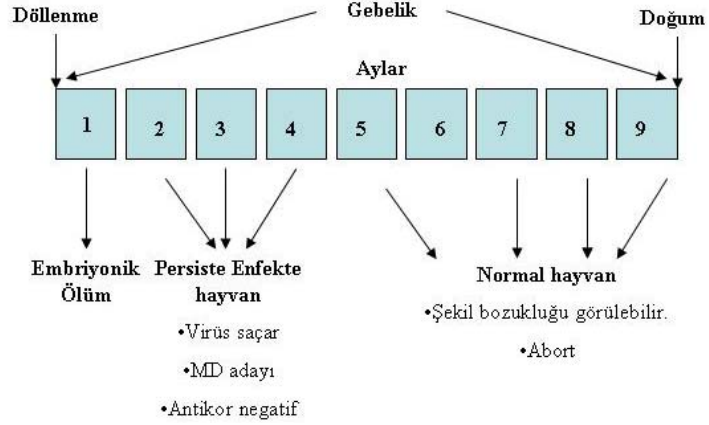 Döllenme
Gebelik
Doğum
Aylar
1 2 3 4 5 6 7 8 9
Embriyonik
Ölüm
Persiste Enfekte
hayvan
•Virüs saçar
•MD adayı
•Antikor negatif
Normal hayvan
•Şekil bozukluğu görülebilir.
•Abort